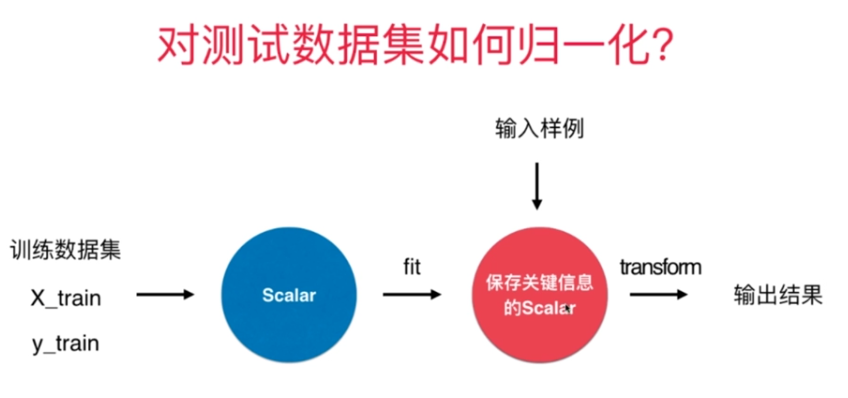 对测试数据集如何归一化?
输入样例
训练数据集
X_train
y_train
Scalar
fit
保存关键信息
的Scalar
transform
输出结果